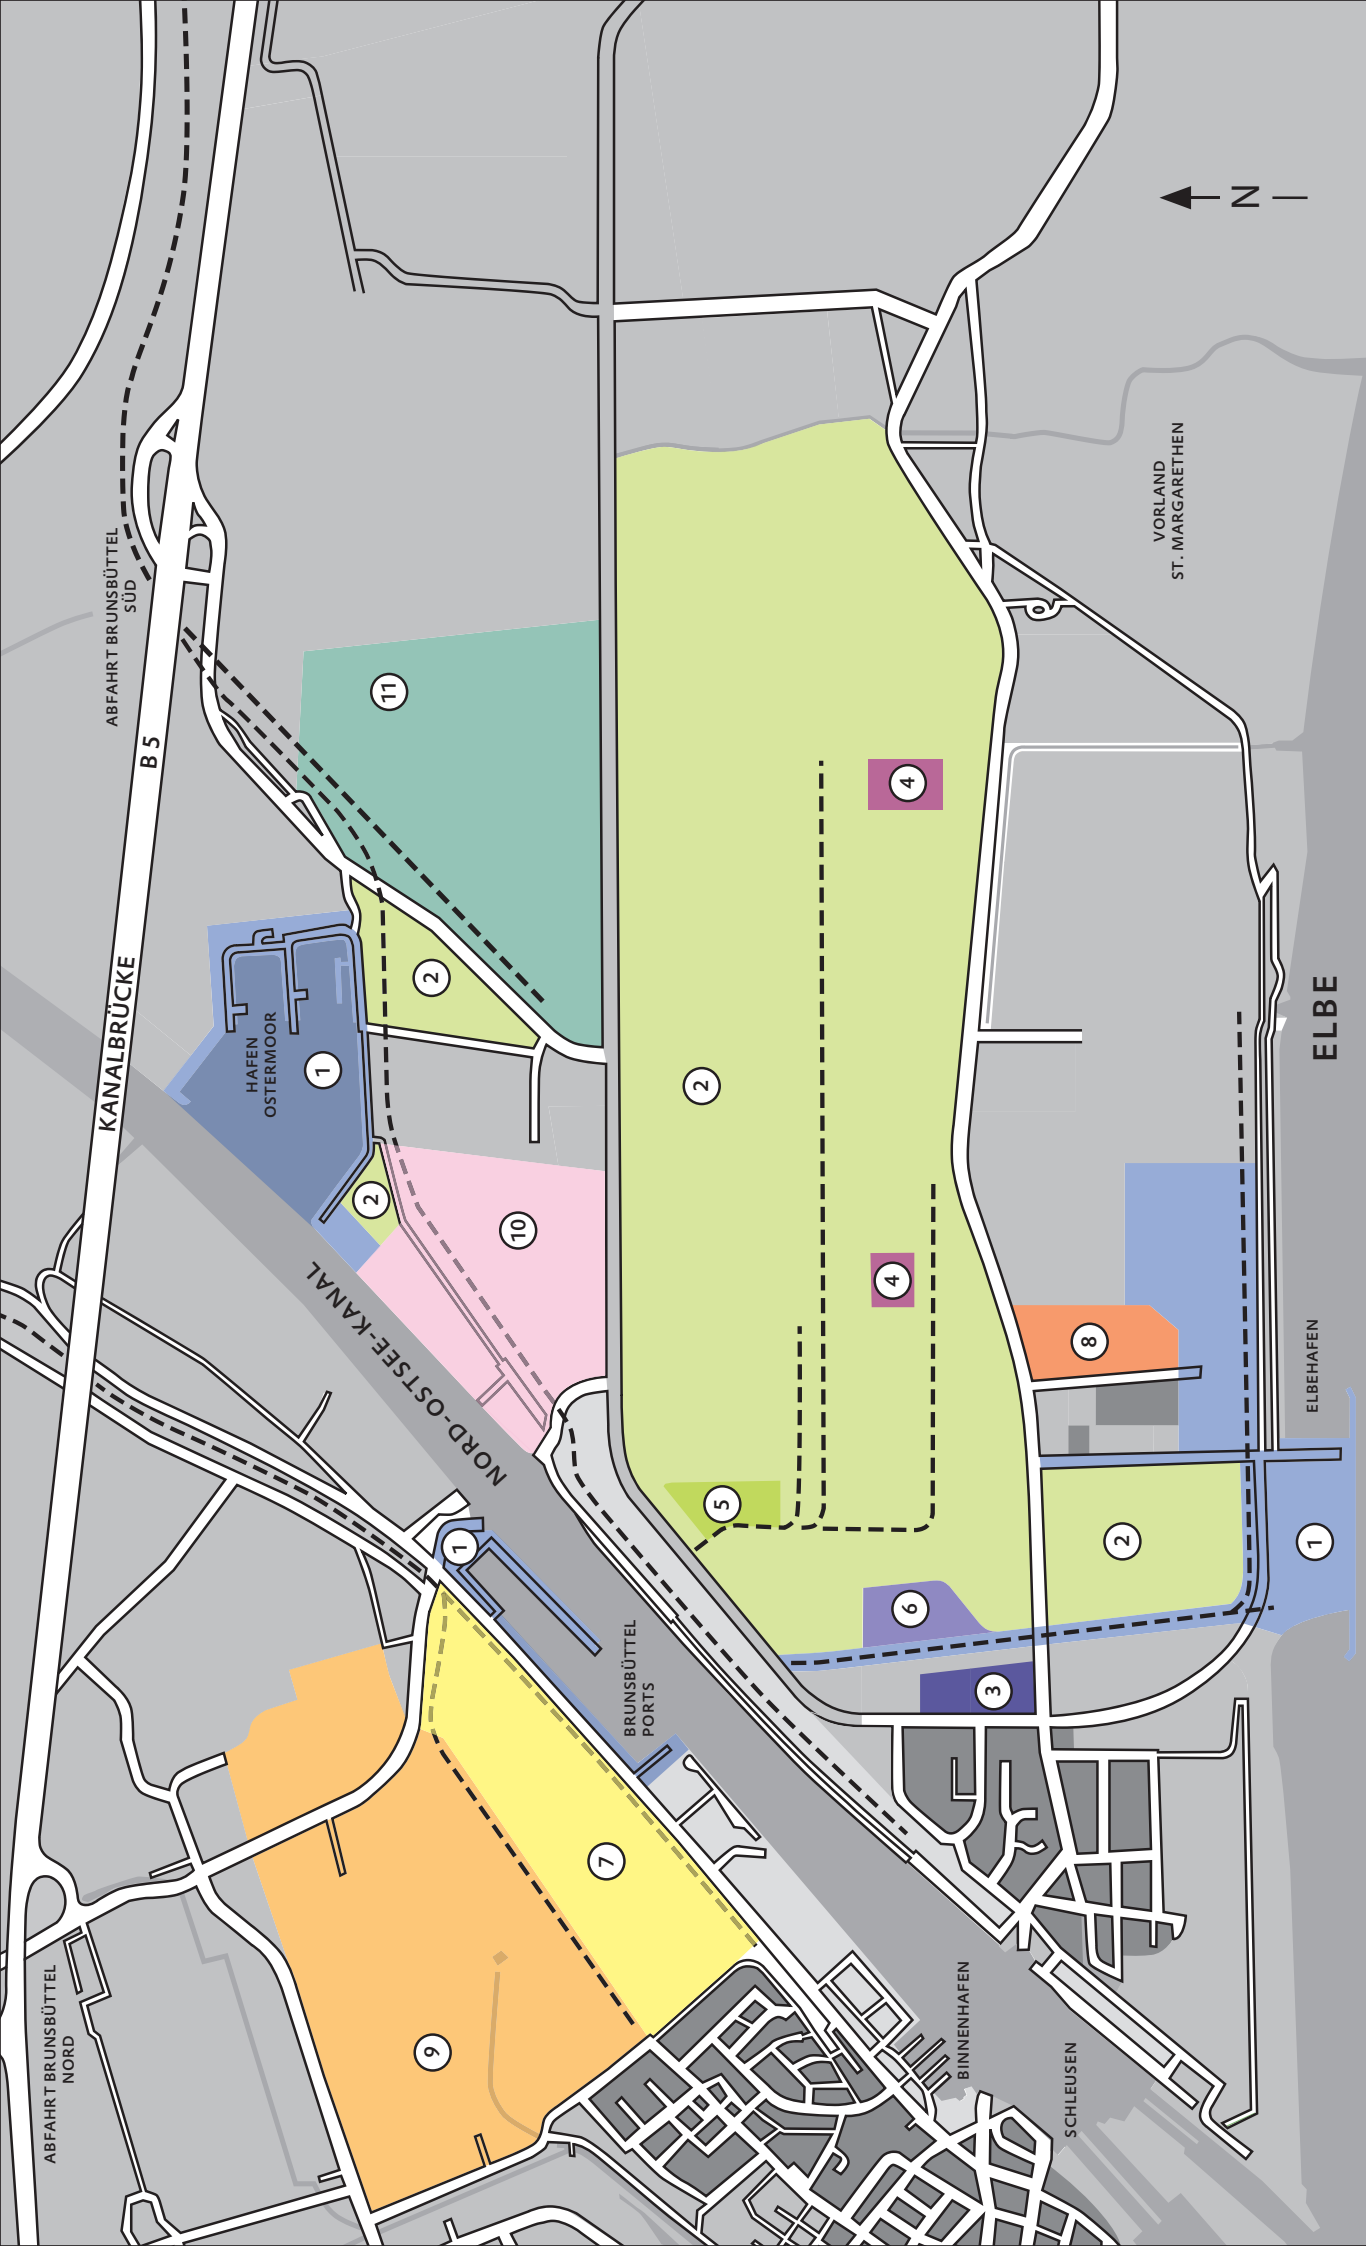 ABFAHRT BRUNSBÜTTEL
NORD
ABFAHRT BRUNSBÜTTEL
SÜD
B 5
KANALBRÜCKE
HAFEN
OSTERMOOR
NORD-OSTSEE-KANAL
BRUNSBÜTTEL
PORTS
BINNENHAFEN
SCHLEUSEN
ELBEHAFEN
ELBE
VORLAND
ST. MARGARETHEN
N
1
1
1
2
2
2
2
3
4
4
5
6
7
8
9
10
11